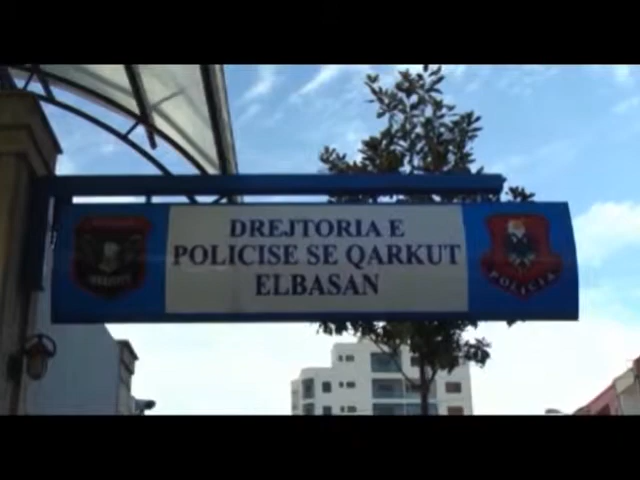 DREJTORIA E
POLICISE SE QARKUT
ELBASAN
POLICIA